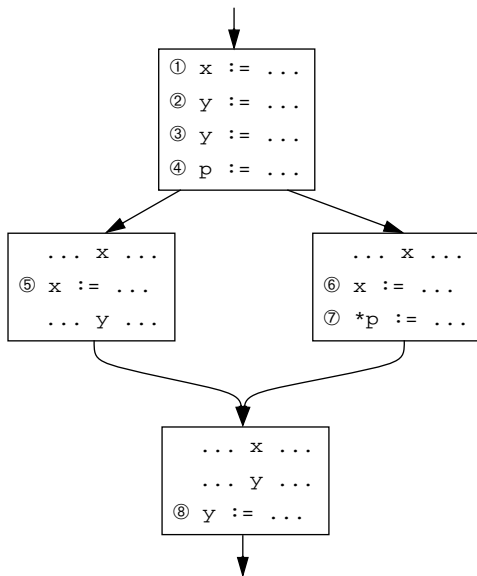 ① x := ...
② y := ...
③ y := ...
④ p := ...
... x ...
⑤ x := ...
... y ...
... x ...
⑥ x := ...
⑦ *p := ...
... x ...
... y ...
⑧ y := ...